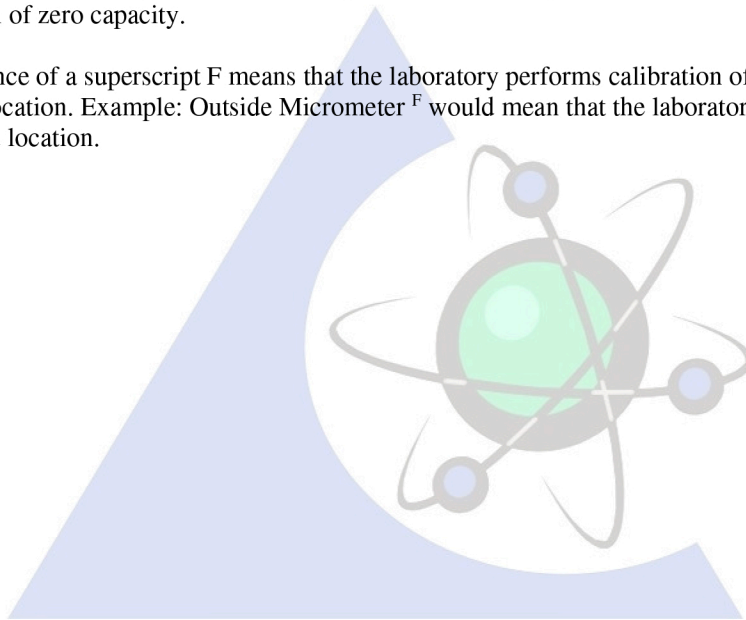 of zero capacity.
nce of a superscript F means that the laboratory performs calibration of
ocation. Example: Outside Micrometer F would mean that the laborator
location.